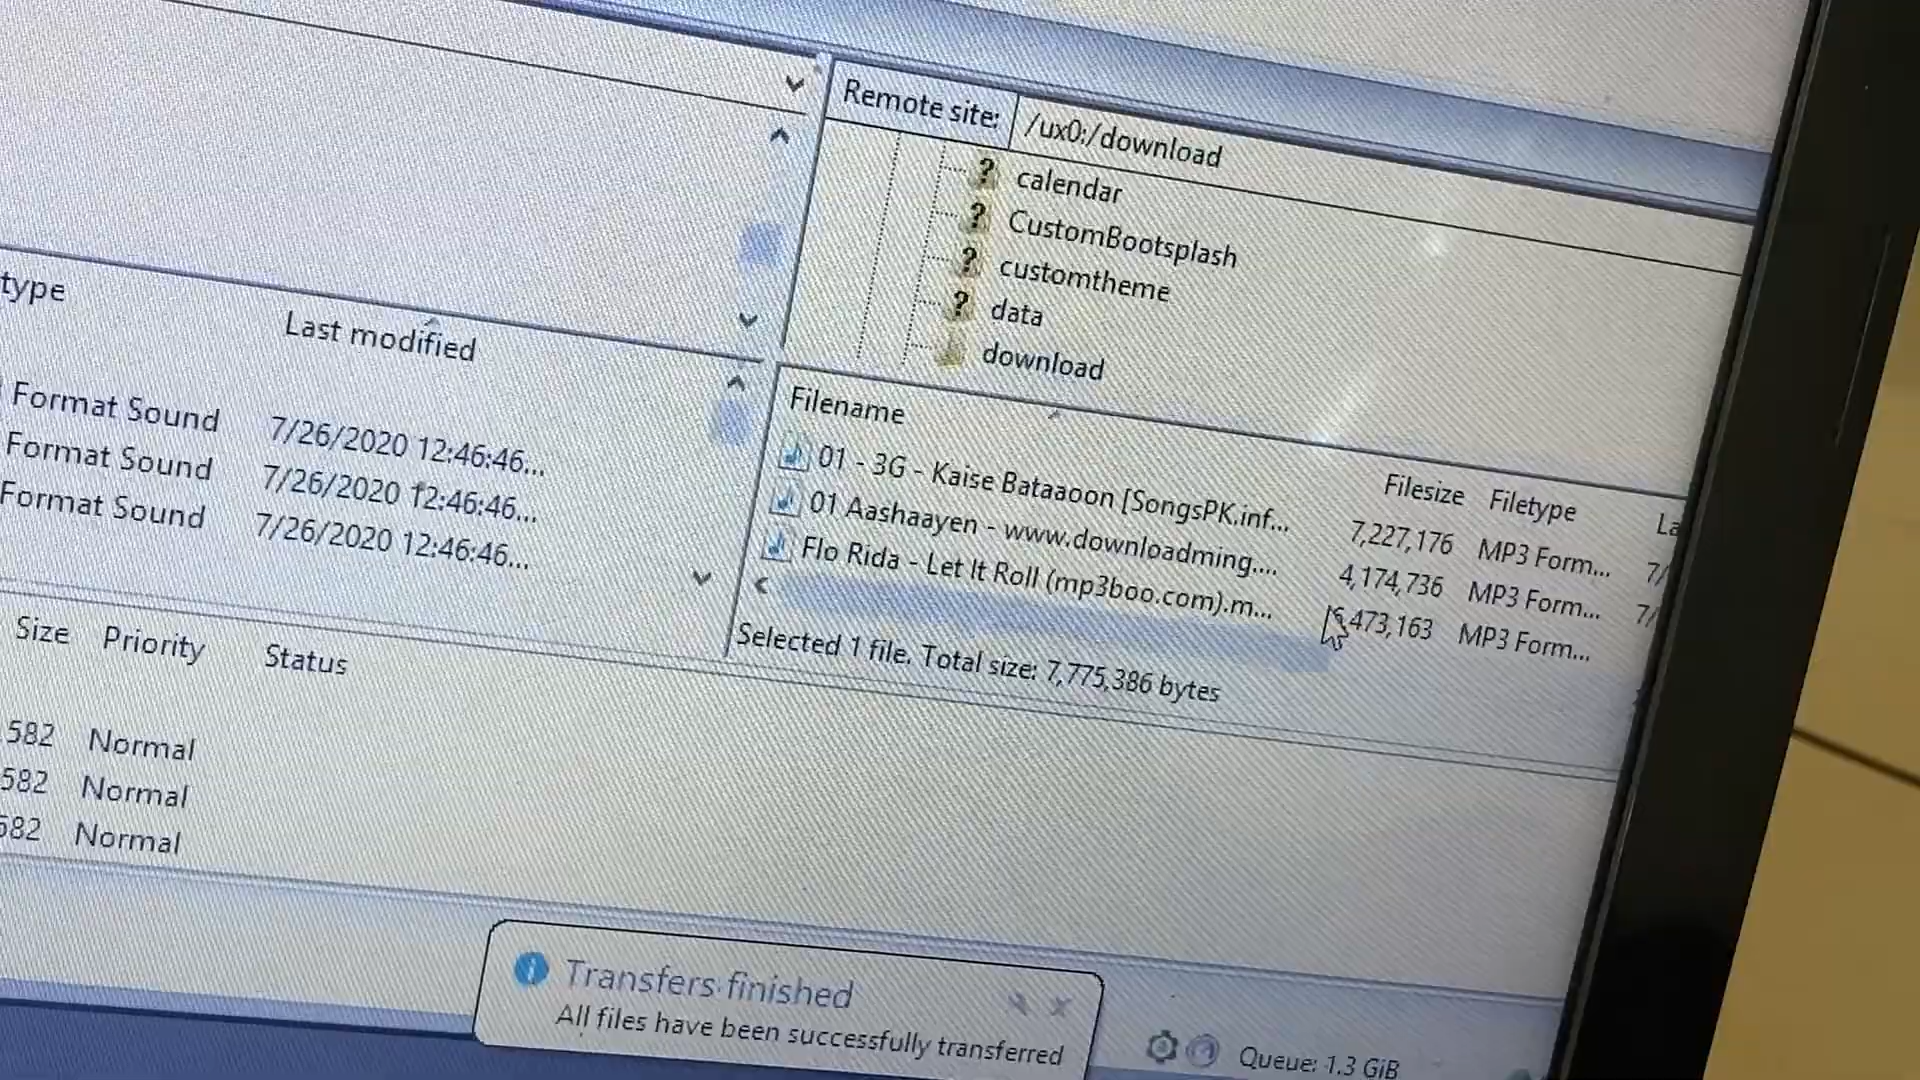 Remote site: /ux0:/download
calendar
CustomBootsplash
customtheme
data
download
type Last modified
Format Sound 7/26/2020 12:46:46...
Format Sound 7/26/2020 12:46:46...
Format Sound 7/26/2020 12:46:46...
Filename Filesize Filetype La
01 - 3G - Kaise Bataaoon [SongsPK.inf... 7,227,176 MP3 Form... 7/
01 Aashaayen - www.downloadming.... 4,174,736 MP3 Form... 7/
Flo Rida - Let It Roll (mp3boo.com).m... 473,163 MP3 Form...
Selected 1 file. Total size: 7,775,386 bytes
Size Priority Status
582 Normal
582 Normal
582 Normal
Transfers finished
All files have been successfully transferred
Queue: 1.3 GiB